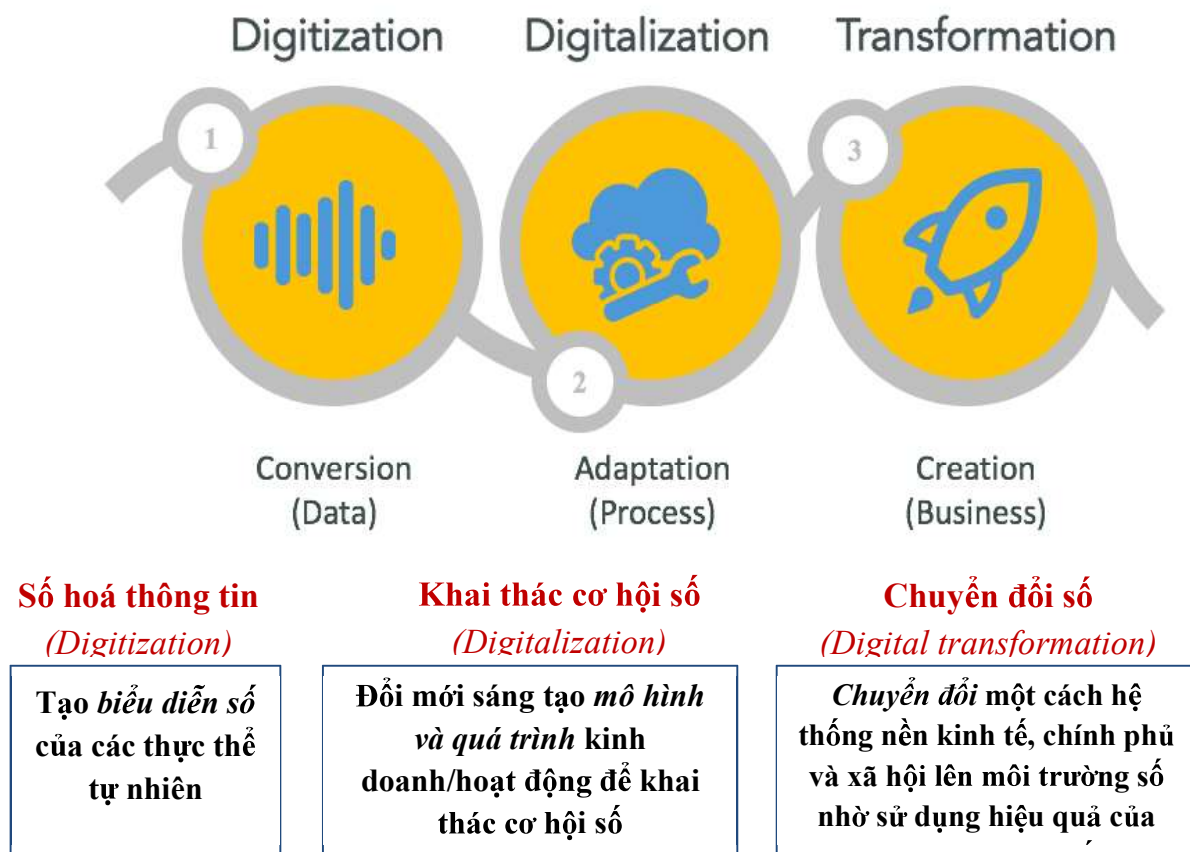 Digitization
Digitalization
Transformation
1
2
3
Conversion
(Data)
Adaptation
(Process)
Creation
(Business)
Số hoá thông tin
(Digitization)
Khai thác cơ hội số
(Digitalization)
Chuyển đổi số
(Digital transformation)
Tạo biểu diễn số
của các thực thể
tự nhiên
Đổi mới sáng tạo mô hình
và quá trình kinh
doanh/hoạt động để khai
thác cơ hội số
Chuyển đổi một cách hệ
thống nền kinh tế, chính phủ
và xã hội lên môi trường số
nhờ sử dụng hiệu quả của